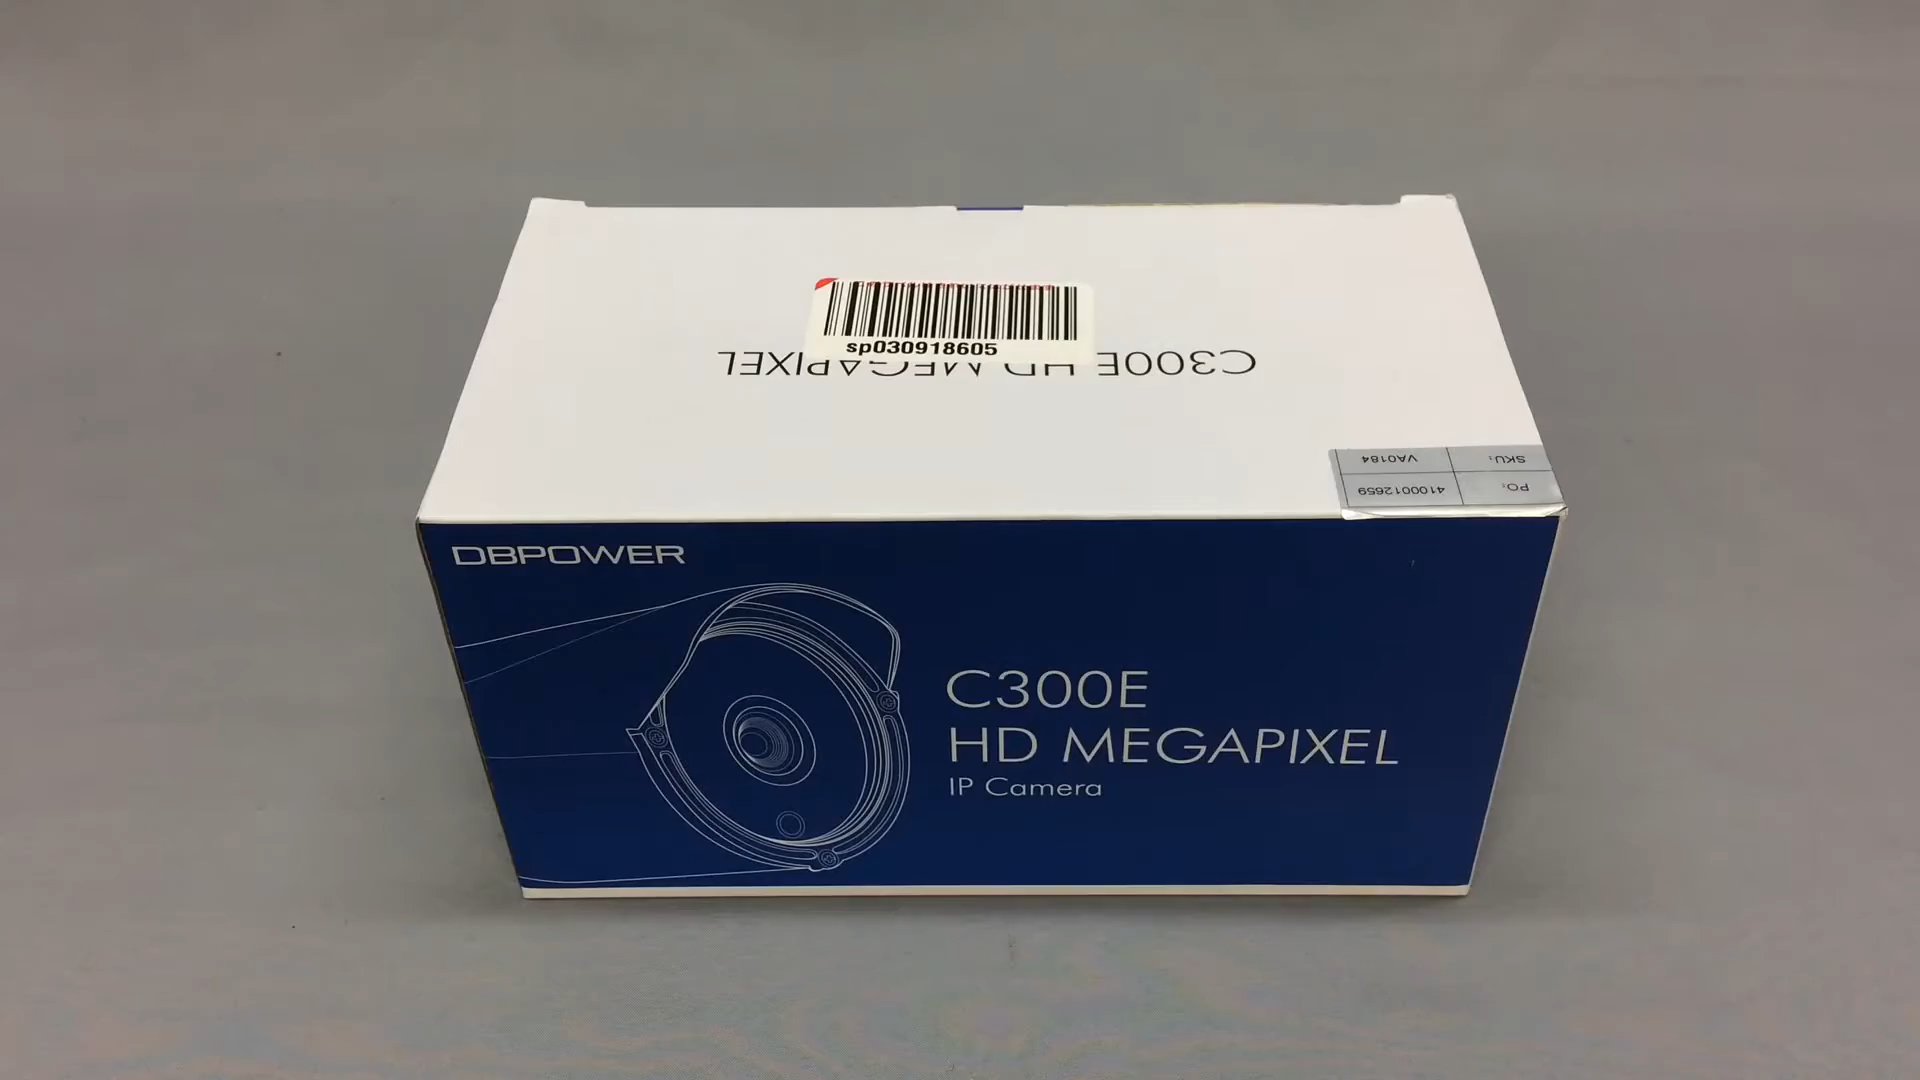 sp030918605
C300E HD MEGAPIXEL
SKU: VA0184
PO: 4100012659
DBPOWER
C300E
HD MEGAPIXEL
IP Camera